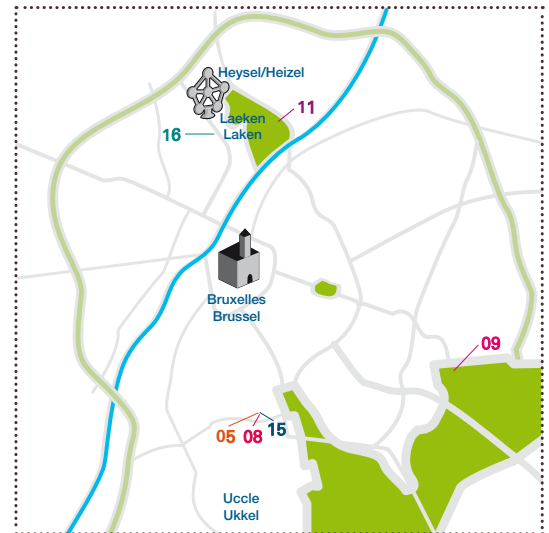 Heysel/Heizel
11
Laeken
16
Laken
Bruxelles
Brussel
09
05 08 15
Uccle
Ukkel